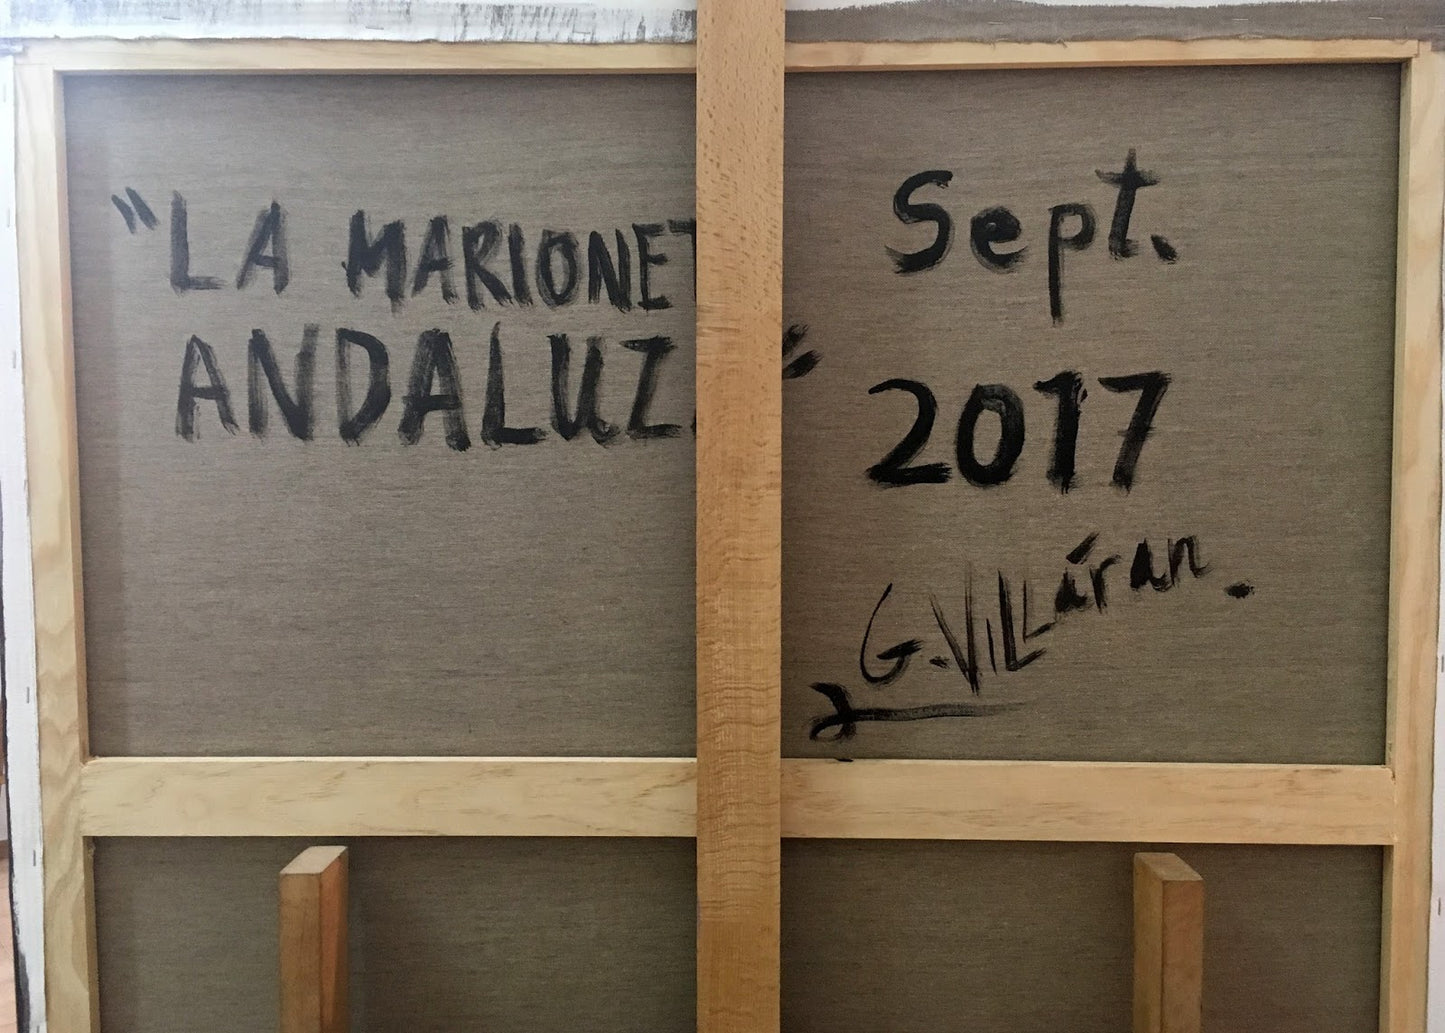 "LA MARIONET
ANDALUZ "
Sept.
2017
G. VILLáran.